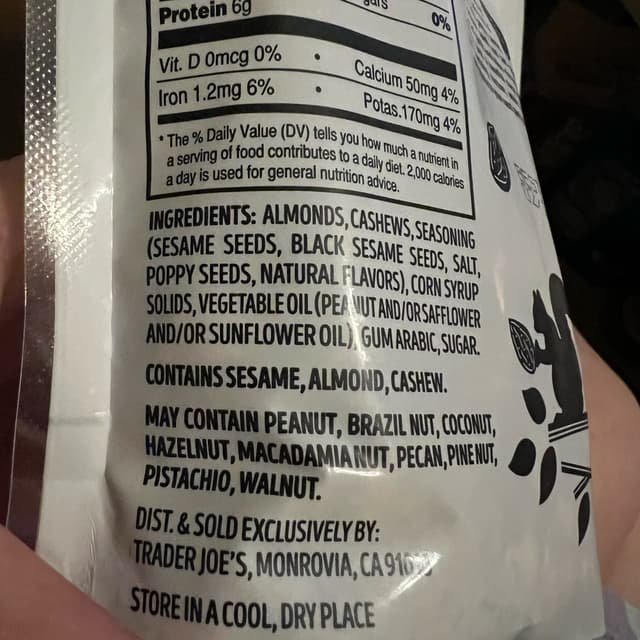 Protein 6g
0%
Vit. D 0mcg 0% • Calcium 50mg 4%
Iron 1.2mg 6% • Potas.170mg 4%
* The % Daily Value (DV) tells you how much a nutrient in
a serving of food contributes to a daily diet. 2,000 calories
a day is used for general nutrition advice.
INGREDIENTS: ALMONDS, CASHEWS, SEASONING
(SESAME SEEDS, BLACK SESAME SEEDS, SALT,
POPPY SEEDS, NATURAL FLAVORS), CORN SYRUP
SOLIDS, VEGETABLE OIL (PEANUT AND/OR SAFFLOWER
AND/OR SUNFLOWER OIL), GUM ARABIC, SUGAR.
CONTAINS SESAME, ALMOND, CASHEW.
MAY CONTAIN PEANUT, BRAZIL NUT, COCONUT,
HAZELNUT, MACADAMIA NUT, PECAN, PINE NUT,
PISTACHIO, WALNUT.
DIST. & SOLD EXCLUSIVELY BY:
TRADER JOE'S, MONROVIA, CA
STORE IN A COOL, DRY PLACE